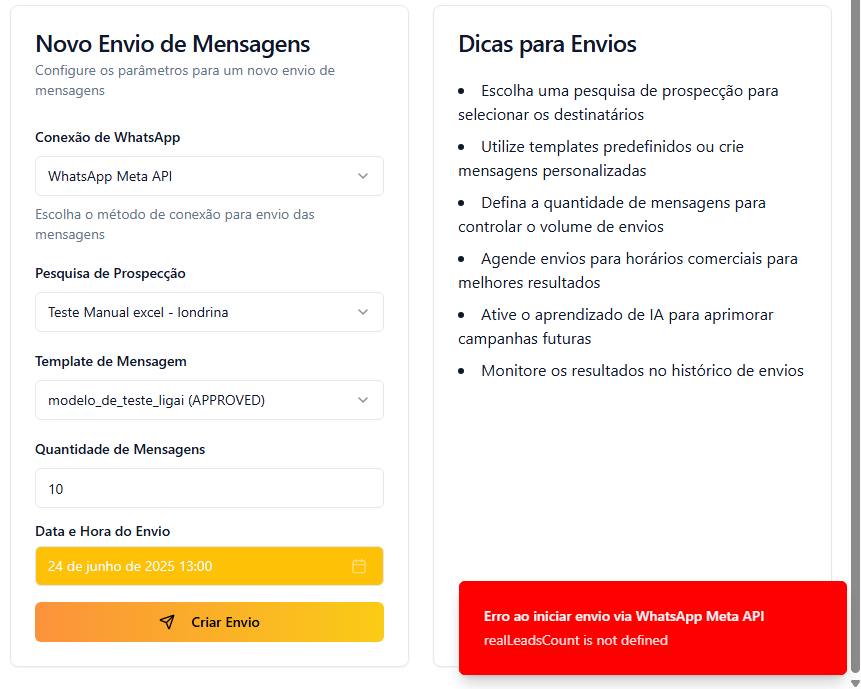 Novo Envio de Mensagens
Configure os parâmetros para um novo envio de
mensagens
Conexão de WhatsApp
WhatsApp Meta API
Escolha o método de conexão para envio das
mensagens
Pesquisa de Prospecção
Teste Manual excel - londrina
Template de Mensagem
modelo_de_teste_ligai (APPROVED)
Quantidade de Mensagens
10
Data e Hora do Envio
24 de junho de 2025 13:00
Criar Envio
Dicas para Envios
• Escolha uma pesquisa de prospecção para
selecionar os destinatários
• Utilize templates predefinidos ou crie
mensagens personalizadas
• Defina a quantidade de mensagens para
controlar o volume de envios
• Agende envios para horários comerciais para
melhores resultados
• Ative o aprendizado de IA para aprimorar
campanhas futuras
• Monitore os resultados no histórico de envios
Erro ao iniciar envio via WhatsApp Meta API
realLeadsCount is not defined